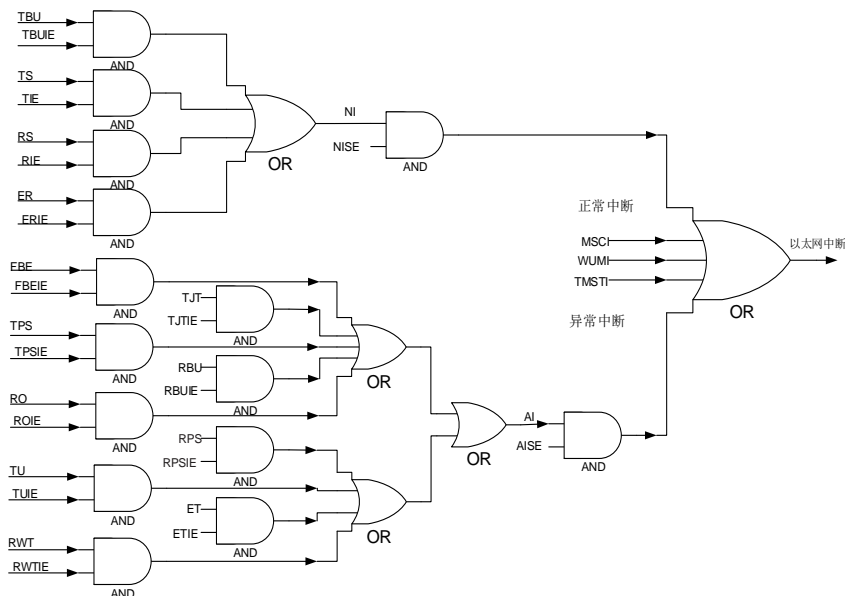 TBU
TBUIE
AND
TS
TIE
AND
RS
RIE
AND
ER
ERIE
AND
OR
NI
NISE
AND
正常中断
MSCI
WUMI
TMSTI
异常中断
OR
以太网中断
FBE
FBEIE
AND
TJT
TJTIE
AND
TPS
TPSIE
AND
RBU
RBUIE
AND
RO
ROIE
AND
OR
RPS
RPSIE
AND
TU
TUIE
AND
ET
ETIE
AND
RWT
RWTIE
AND
OR
OR
AI
AISE
AND